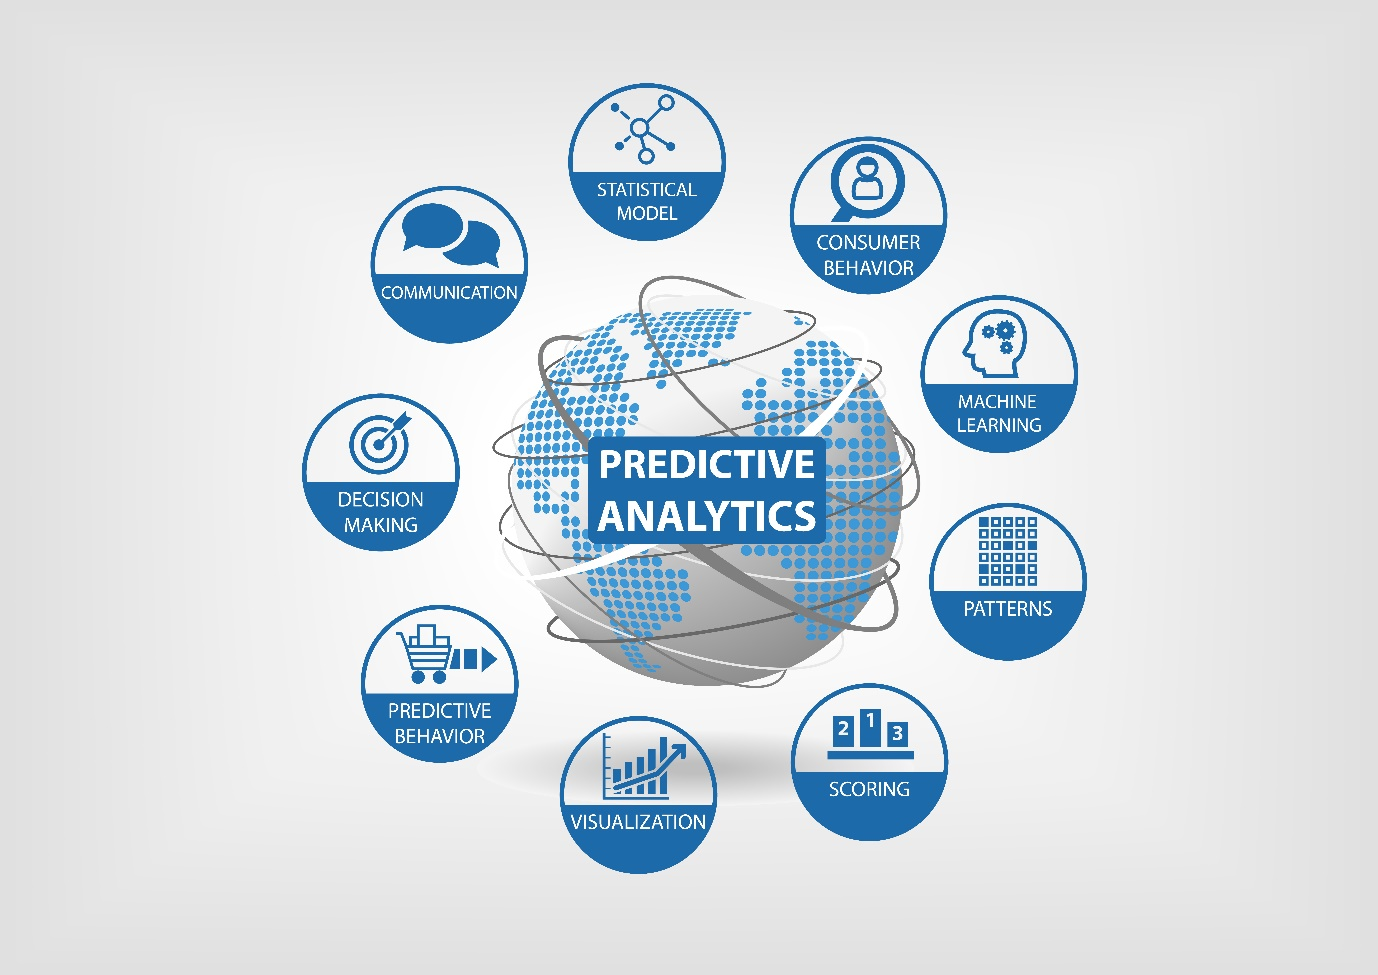 STATISTICAL
MODEL
CONSUMER
BEHAVIOR
MACHINE
LEARNING
PATTERNS
2 1 3
SCORING
VISUALIZATION
PREDICTIVE
BEHAVIOR
DECISION
MAKING
COMMUNICATION
PREDICTIVE
ANALYTICS